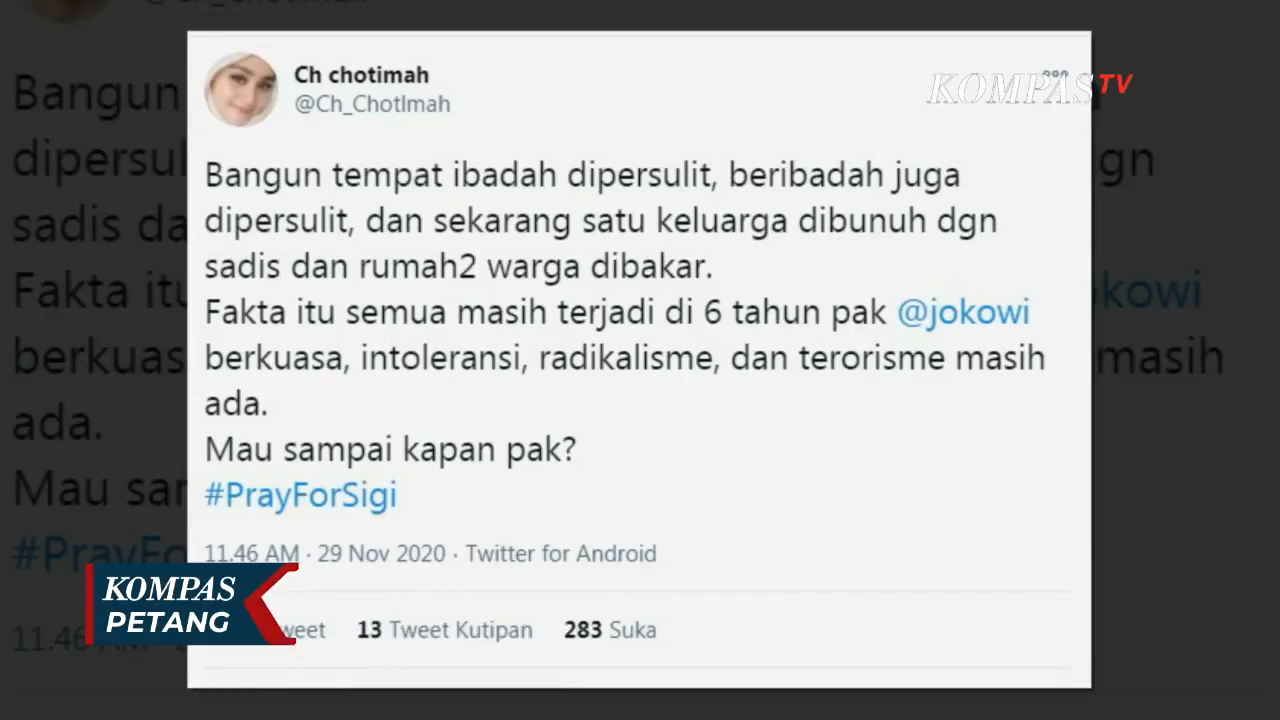 Ch chotimah
@Ch_Chotlmah
KOMPAS TV
Bangun tempat ibadah dipersulit, beribadah juga
dipersulit, dan sekarang satu keluarga dibunuh dgn
sadis dan rumah2 warga dibakar.
Fakta itu semua masih terjadi di 6 tahun pak @jokowi
berkuasa, intoleransi, radikalisme, dan terorisme masih
ada.
Mau sampai kapan pak?
#PrayForSigi
11.46 AM · 29 Nov 2020 · Twitter for Android
13 Tweet Kutipan 283 Suka
KOMPAS
PETANG